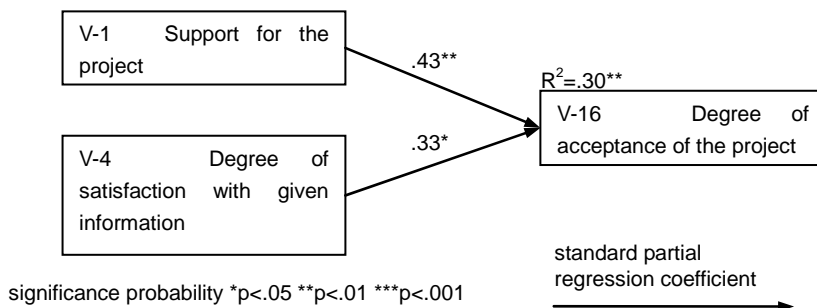 V-1 Support for the
project
.43**
R²=.30**
V-16 Degree of
acceptance of the project
V-4 Degree of
satisfaction with given
information
.33*
standard partial
regression coefficient
significance probability *p<.05 **p<.01 ***p<.001